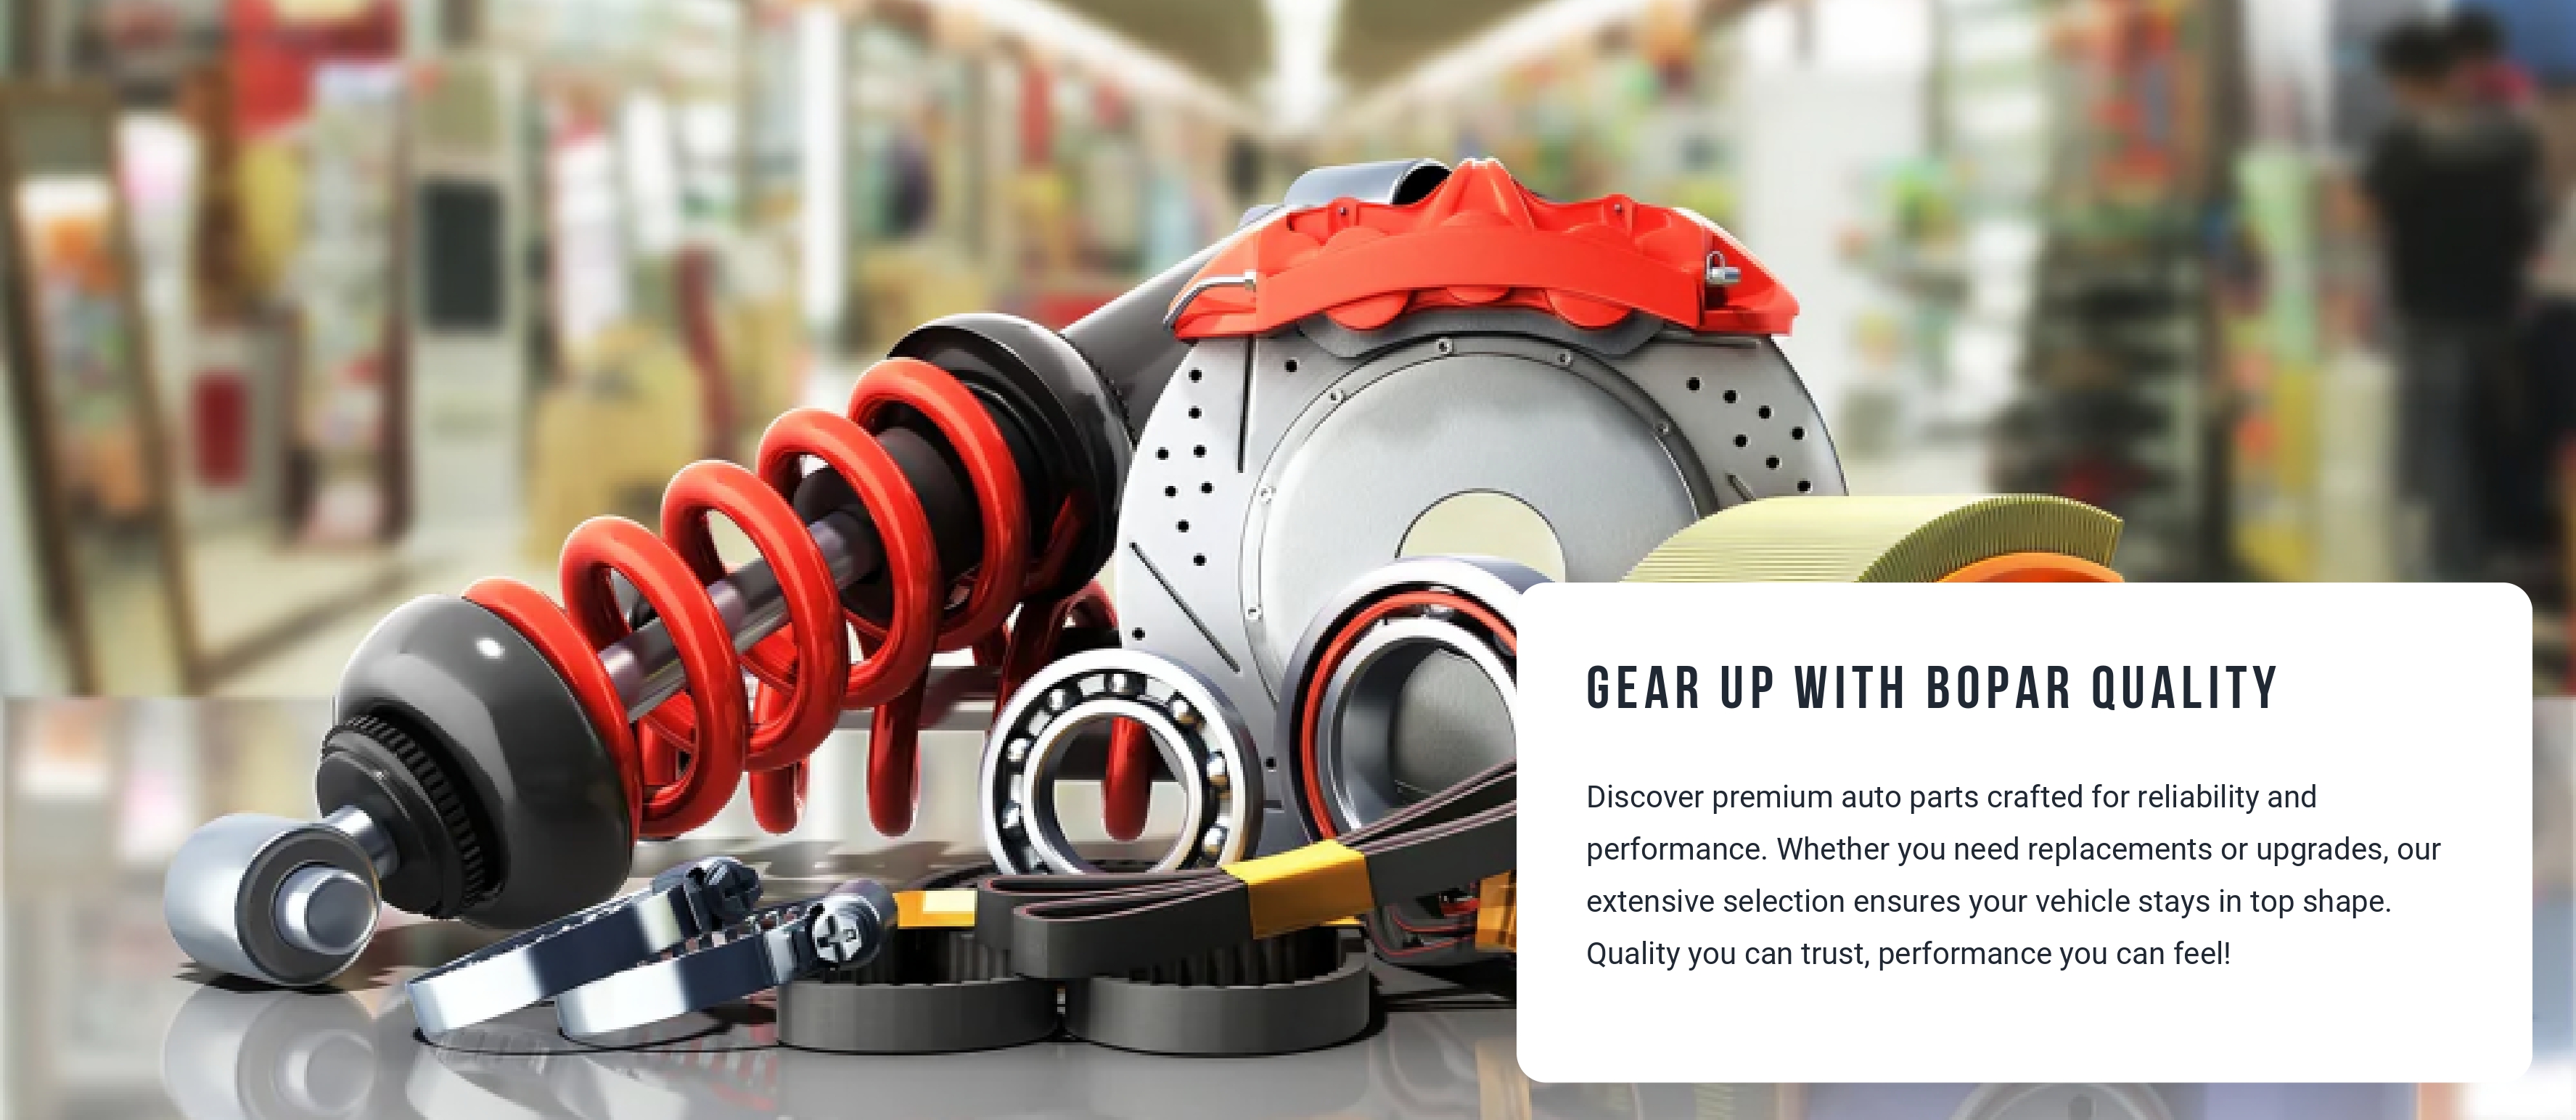 GEAR UP WITH BOPAR QUALITY
Discover premium auto parts crafted for reliability and
performance. Whether you need replacements or upgrades, our
extensive selection ensures your vehicle stays in top shape.
Quality you can trust, performance you can feel!